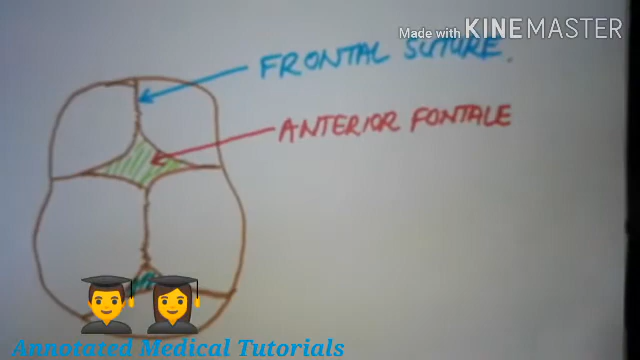 Made with KINEMASTER
FRONTAL SUTURE.
ANTERIOR FONTALE
Annotated Medical Tutorials